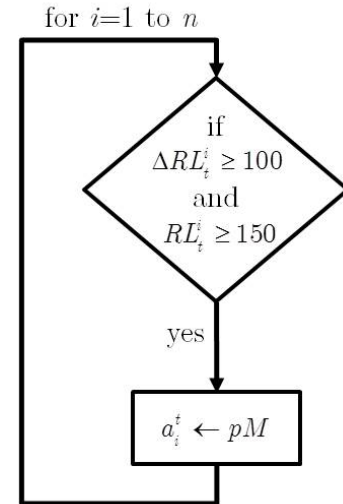 for i=1 to n
if
ΔRL_t^i ≥ 100
and
RL_t^i ≥ 150
yes
a_i^t ← pM